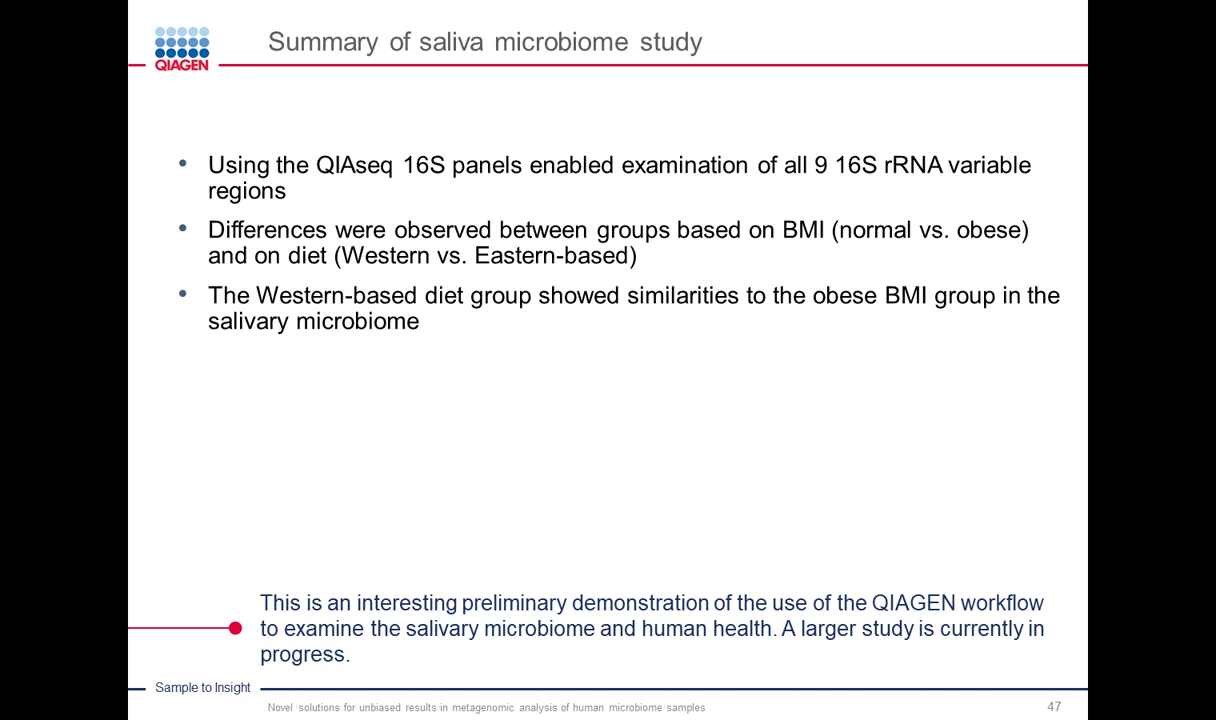 QIAGEN
Summary of saliva microbiome study
• Using the QIAseq 16S panels enabled examination of all 9 16S rRNA variable
regions
• Differences were observed between groups based on BMI (normal vs. obese)
and on diet (Western vs. Eastern-based)
• The Western-based diet group showed similarities to the obese BMI group in the
salivary microbiome
This is an interesting preliminary demonstration of the use of the QIAGEN workflow
to examine the salivary microbiome and human health. A larger study is currently in
progress.
Sample to Insight
Novel solutions for unbiased results in metagenomic analysis of human microbiome samples
47